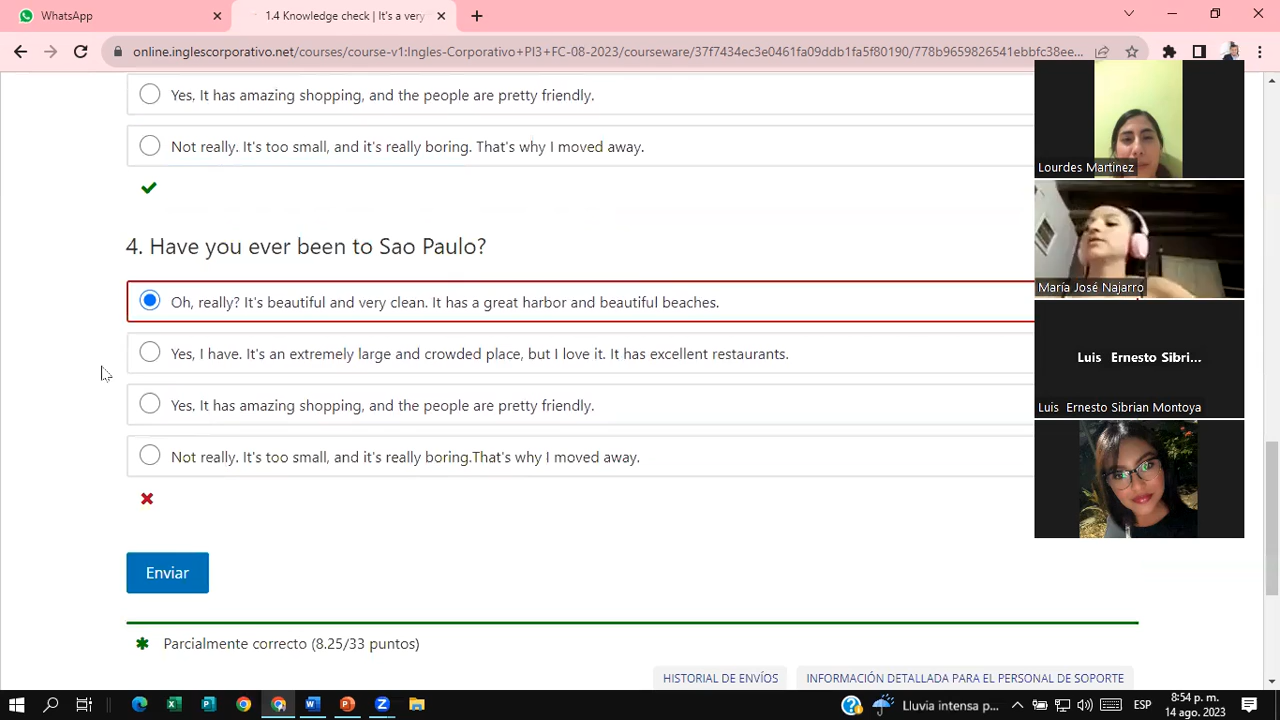 WhatsApp
1.4 Knowledge check | It's a very
online.inglescorporativo.net/courses/course-v1:Ingles-Corporativo+PI3+FC-08-2023/courseware/37f7434ec3e0461fa09ddb1fa5f80190/778b9659826541ebbfc38ee...
Yes. It has amazing shopping, and the people are pretty friendly.
Not really. It's too small, and it's really boring. That's why I moved away.
4. Have you ever been to Sao Paulo?
Oh, really? It's beautiful and very clean. It has a great harbor and beautiful beaches.
Yes, I have. It's an extremely large and crowded place, but I love it. It has excellent restaurants.
Yes. It has amazing shopping, and the people are pretty friendly.
Not really. It's too small, and it's really boring.That's why I moved away.
Enviar
Parcialmente correcto (8.25/33 puntos)
HISTORIAL DE ENVÍOS
INFORMACIÓN DETALLADA PARA EL PERSONAL DE SOPORTE
Lourdes Martínez
María José Najarro
Luis Ernesto Sibri...
Luis Ernesto Sibrian Montoya
Lluvia intensa p...
ESP
8:54 p. m.
14 ago. 2023